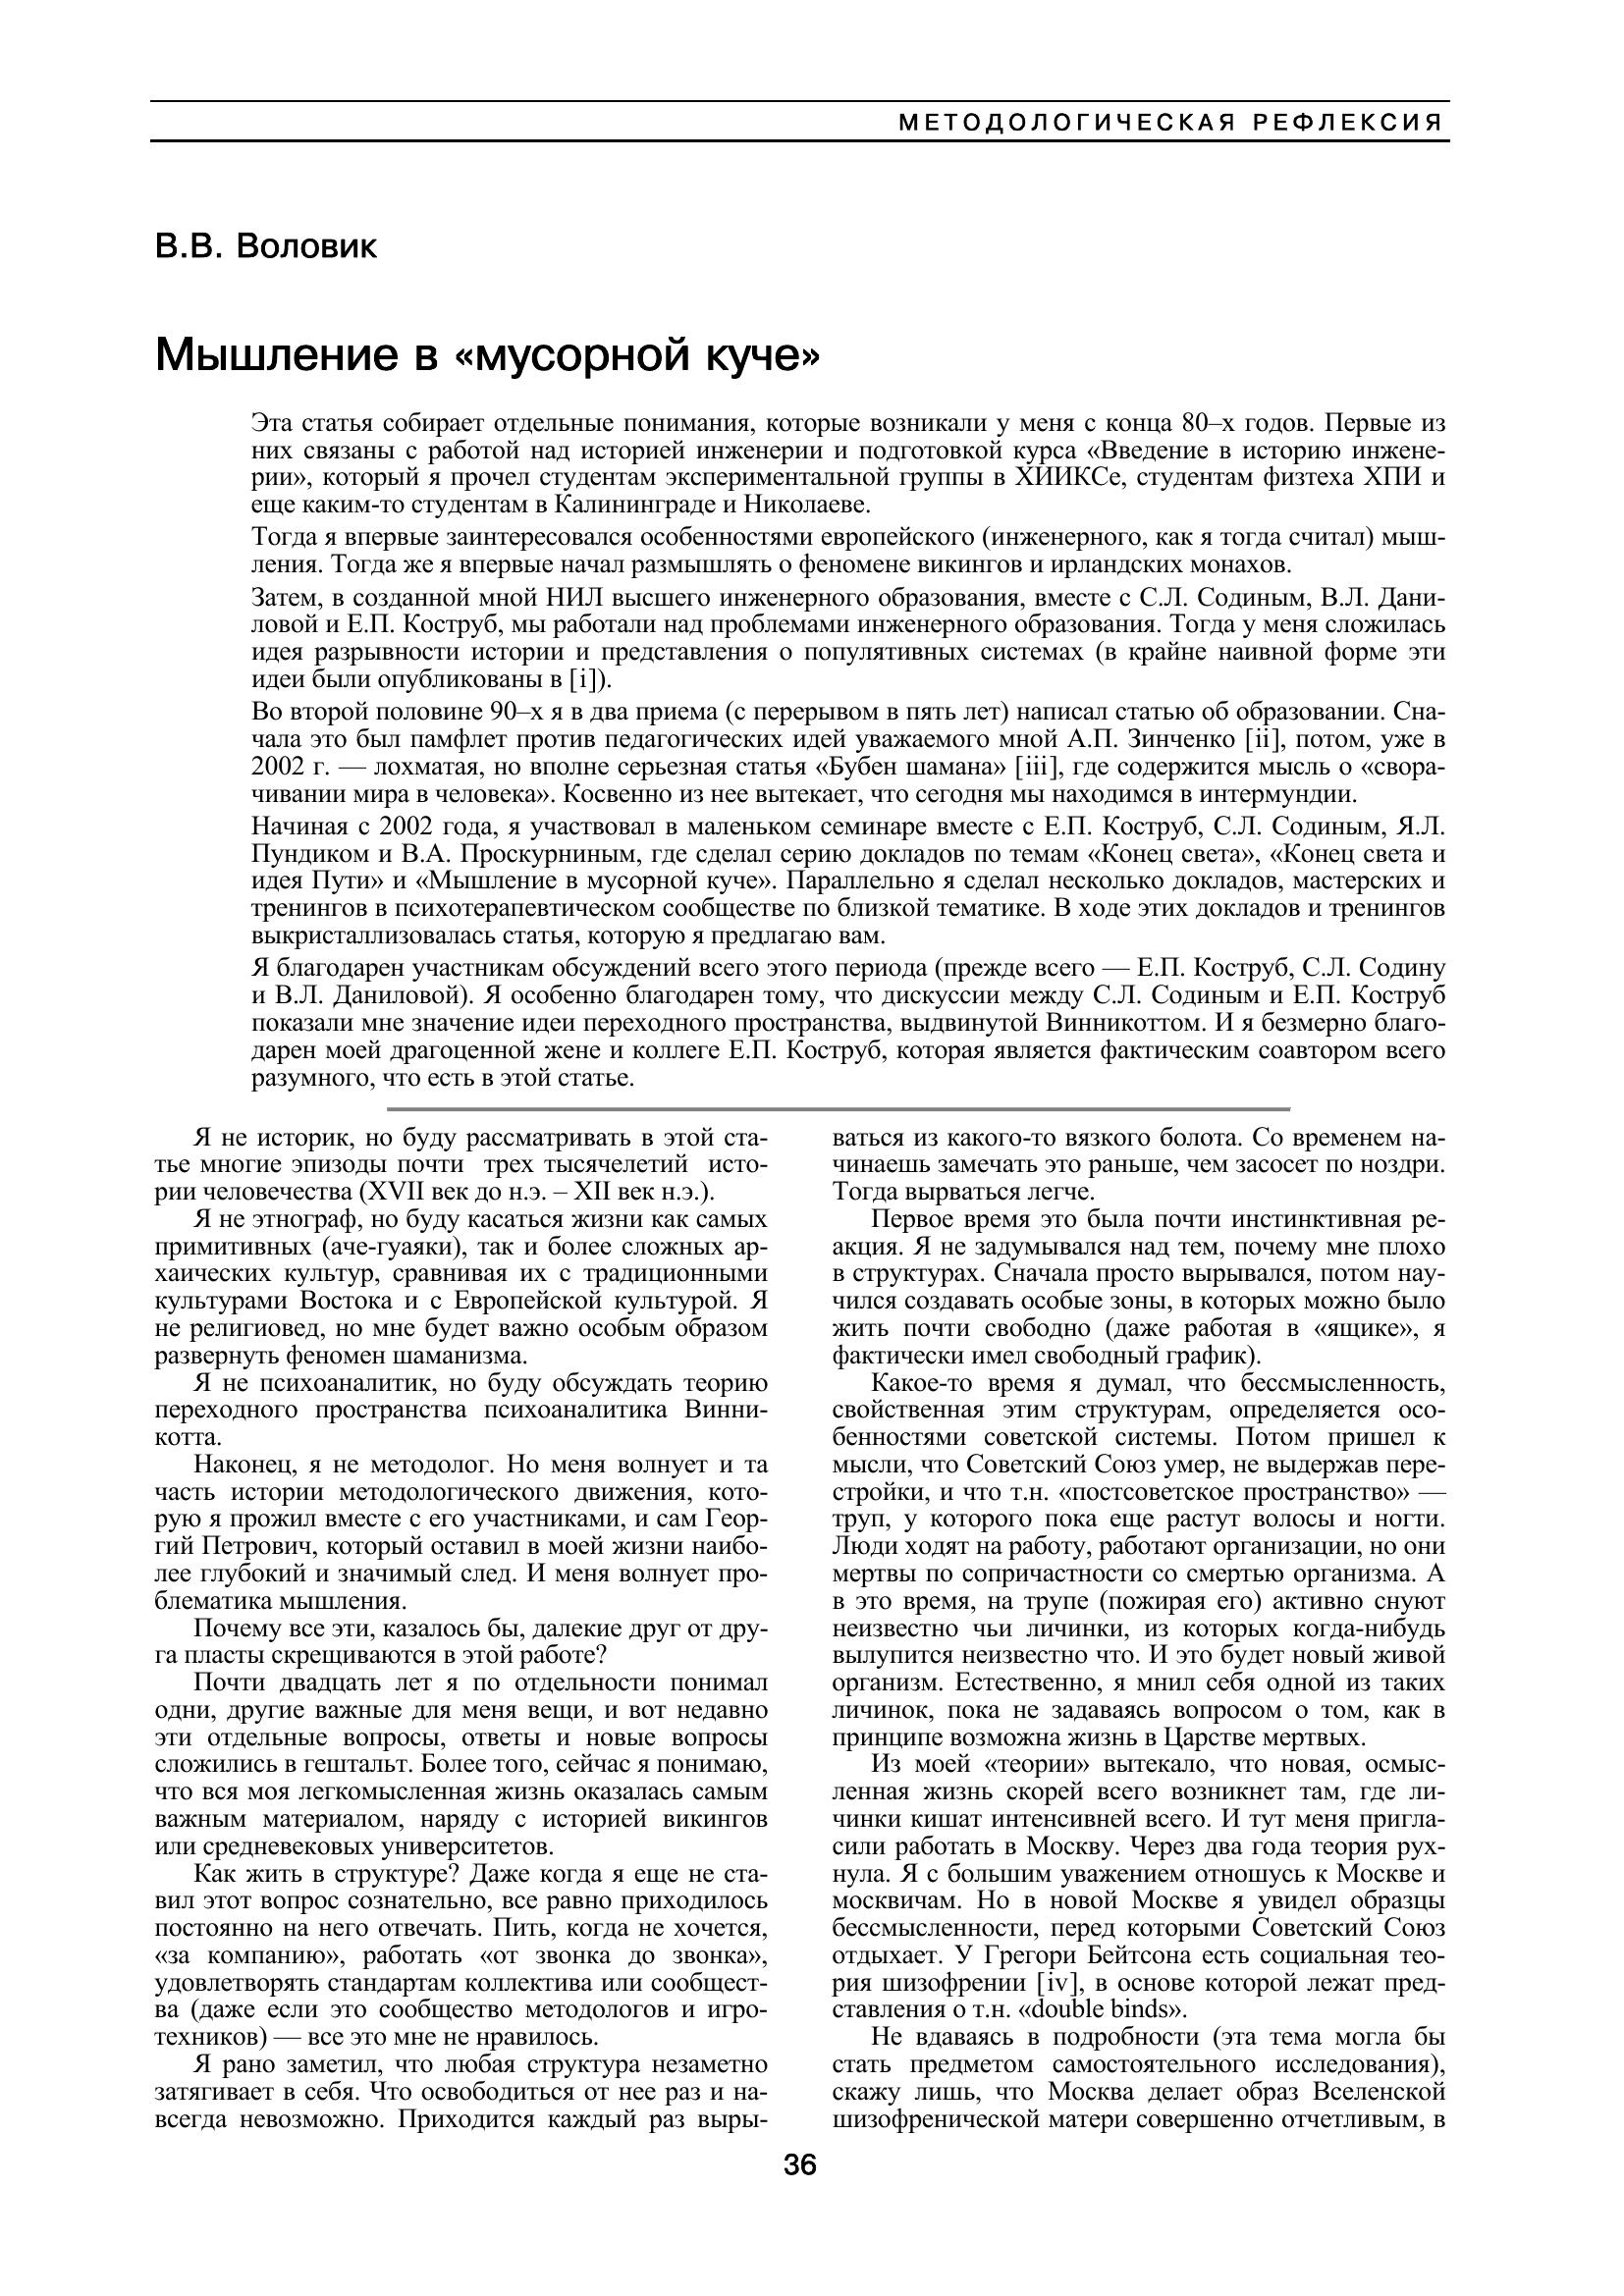 МЕТОДОЛОГИЧЕСКАЯ РЕФЛЕКСИЯ
В.В. Воловик
Мышление в «мусорной куче»
Эта статья собирает отдельные понимания, которые возникали у меня с конца 80–х годов. Первые из
них связаны с работой над историей инженерии и подготовкой курса «Введение в историю инжене-
рии», который я прочел студентам экспериментальной группы в ХИИКСе, студентам физтеха ХПИ и
еще каким-то студентам в Калининграде и Николаеве.
Тогда я впервые заинтересовался особенностями европейского (инженерного, как я тогда считал) мыш-
ления. Тогда же я впервые начал размышлять о феномене викингов и ирландских монахов.
Затем, в созданной мной НИЛ высшего инженерного образования, вместе с С.Л. Содиным, В.Л. Дани-
ловой и Е.П. Коструб, мы работали над проблемами инженерного образования. Тогда у меня сложилась
идея разрывности истории и представления о популятивных системах (в крайне наивной форме эти
идеи были опубликованы в [i]).
Во второй половине 90–х я в два приема (с перерывом в пять лет) написал статью об образовании. Сна-
чала это был памфлет против педагогических идей уважаемого мной А.П. Зинченко [ii], потом, уже в
2002 г. — лохматая, но вполне серьезная статья «Бубен шамана» [iii], где содержится мысль о «свора-
чивании мира в человека». Косвенно из нее вытекает, что сегодня мы находимся в интермундии.
Начиная с 2002 года, я участвовал в маленьком семинаре вместе с Е.П. Коструб, С.Л. Содиным, Я.Л.
Пундиком и В.А. Проскурниным, где сделал серию докладов по темам «Конец света», «Конец света и
идея Пути» и «Мышление в мусорной куче». Параллельно я сделал несколько докладов, мастерских и
тренингов в психотерапевтическом сообществе по близкой тематике. В ходе этих докладов и тренингов
выкристаллизовалась статья, которую я предлагаю вам.
Я благодарен участникам обсуждений всего этого периода (прежде всего — Е.П. Коструб, С.Л. Содину
и В.Л. Даниловой). Я особенно благодарен тому, что дискуссии между С.Л. Содиным и Е.П. Коструб
показали мне значение идеи переходного пространства, выдвинутой Винникоттом. И я безмерно благо-
дарен моей драгоценной жене и коллеге Е.П. Коструб, которая является фактическим соавтором всего
разумного, что есть в этой статье.
Я не историк, но буду рассматривать в этой ста-
тье многие эпизоды почти трех тысячелетий исто-
рии человечества (XVII век до н.э. – XII век н.э.).
Я не этнограф, но буду касаться жизни как самых
примитивных (аче-гуаяки), так и более сложных ар-
хаических культур, сравнивая их с традиционными
культурами Востока и с Европейской культурой. Я
не религиовед, но мне будет важно особым образом
развернуть феномен шаманизма.
Я не психоаналитик, но буду обсуждать теорию
переходного пространства психоаналитика Винни-
котта.
Наконец, я не методолог. Но меня волнует и та
часть истории методологического движения, кото-
рую я прожил вместе с его участниками, и сам Геор-
гий Петрович, который оставил в моей жизни наибо-
лее глубокий и значимый след. И меня волнует про-
блематика мышления.
Почему все эти, казалось бы, далекие друг от дру-
га пласты скрещиваются в этой работе?
Почти двадцать лет я по отдельности понимал
одни, другие важные для меня вещи, и вот недавно
эти отдельные вопросы, ответы и новые вопросы
сложились в гештальт. Более того, сейчас я понимаю,
что вся моя легкомысленная жизнь оказалась самым
важным материалом, наряду с историей викингов
или средневековых университетов.
Как жить в структуре? Даже когда я еще не ста-
вил этот вопрос сознательно, все равно приходилось
постоянно на него отвечать. Пить, когда не хочется,
«за компанию», работать «от звонка до звонка»,
удовлетворять стандартам коллектива или сообщест-
ва (даже если это сообщество методологов и игро-
техников) — все это мне не нравилось.
Я рано заметил, что любая структура незаметно
затягивает в себя. Что освободиться от нее раз и на-
всегда невозможно. Приходится каждый раз выры-
ваться из какого-то вязкого болота. Со временем на-
чинаешь замечать это раньше, чем засосет по ноздри.
Тогда вырваться легче.
Первое время это была почти инстинктивная ре-
акция. Я не задумывался над тем, почему мне плохо
в структурах. Сначала просто вырывался, потом нау-
чился создавать особые зоны, в которых можно было
жить почти свободно (даже работая в «ящике», я
фактически имел свободный график).
Какое-то время я думал, что бессмысленность,
свойственная этим структурам, определяется осо-
бенностями советской системы. Потом пришел к
мысли, что Советский Союз умер, не выдержав пере-
стройки, и что т.н. «постсоветское пространство» —
труп, у которого пока еще растут волосы и ногти.
Люди ходят на работу, работают организации, но они
мертвы по сопричастности со смертью организма. А
в это время, на трупе (пожирая его) активно снуют
неизвестно чьи личинки, из которых когда-нибудь
вылупится неизвестно что. И это будет новый живой
организм. Естественно, я мнил себя одной из таких
личинок, пока не задаваясь вопросом о том, как в
принципе возможна жизнь в Царстве мертвых.
Из моей «теории» вытекало, что новая, осмыс-
ленная жизнь скорей всего возникнет там, где ли-
чинки кишат интенсивней всего. И тут меня пригла-
сили работать в Москву. Через два года теория рух-
нула. Я с большим уважением отношусь к Москве и
москвичам. Но в новой Москве я увидел образцы
бессмысленности, перед которыми Советский Союз
отдыхает. У Грегори Бейтсона есть социальная тео-
рия шизофрении [iv], в основе которой лежат пред-
ставления о т.н. «double binds».
Не вдаваясь в подробности (эта тема могла бы
стать предметом самостоятельного исследования),
скажу лишь, что Москва делает образ Вселенской
шизофренической матери совершенно отчетливым, в
36